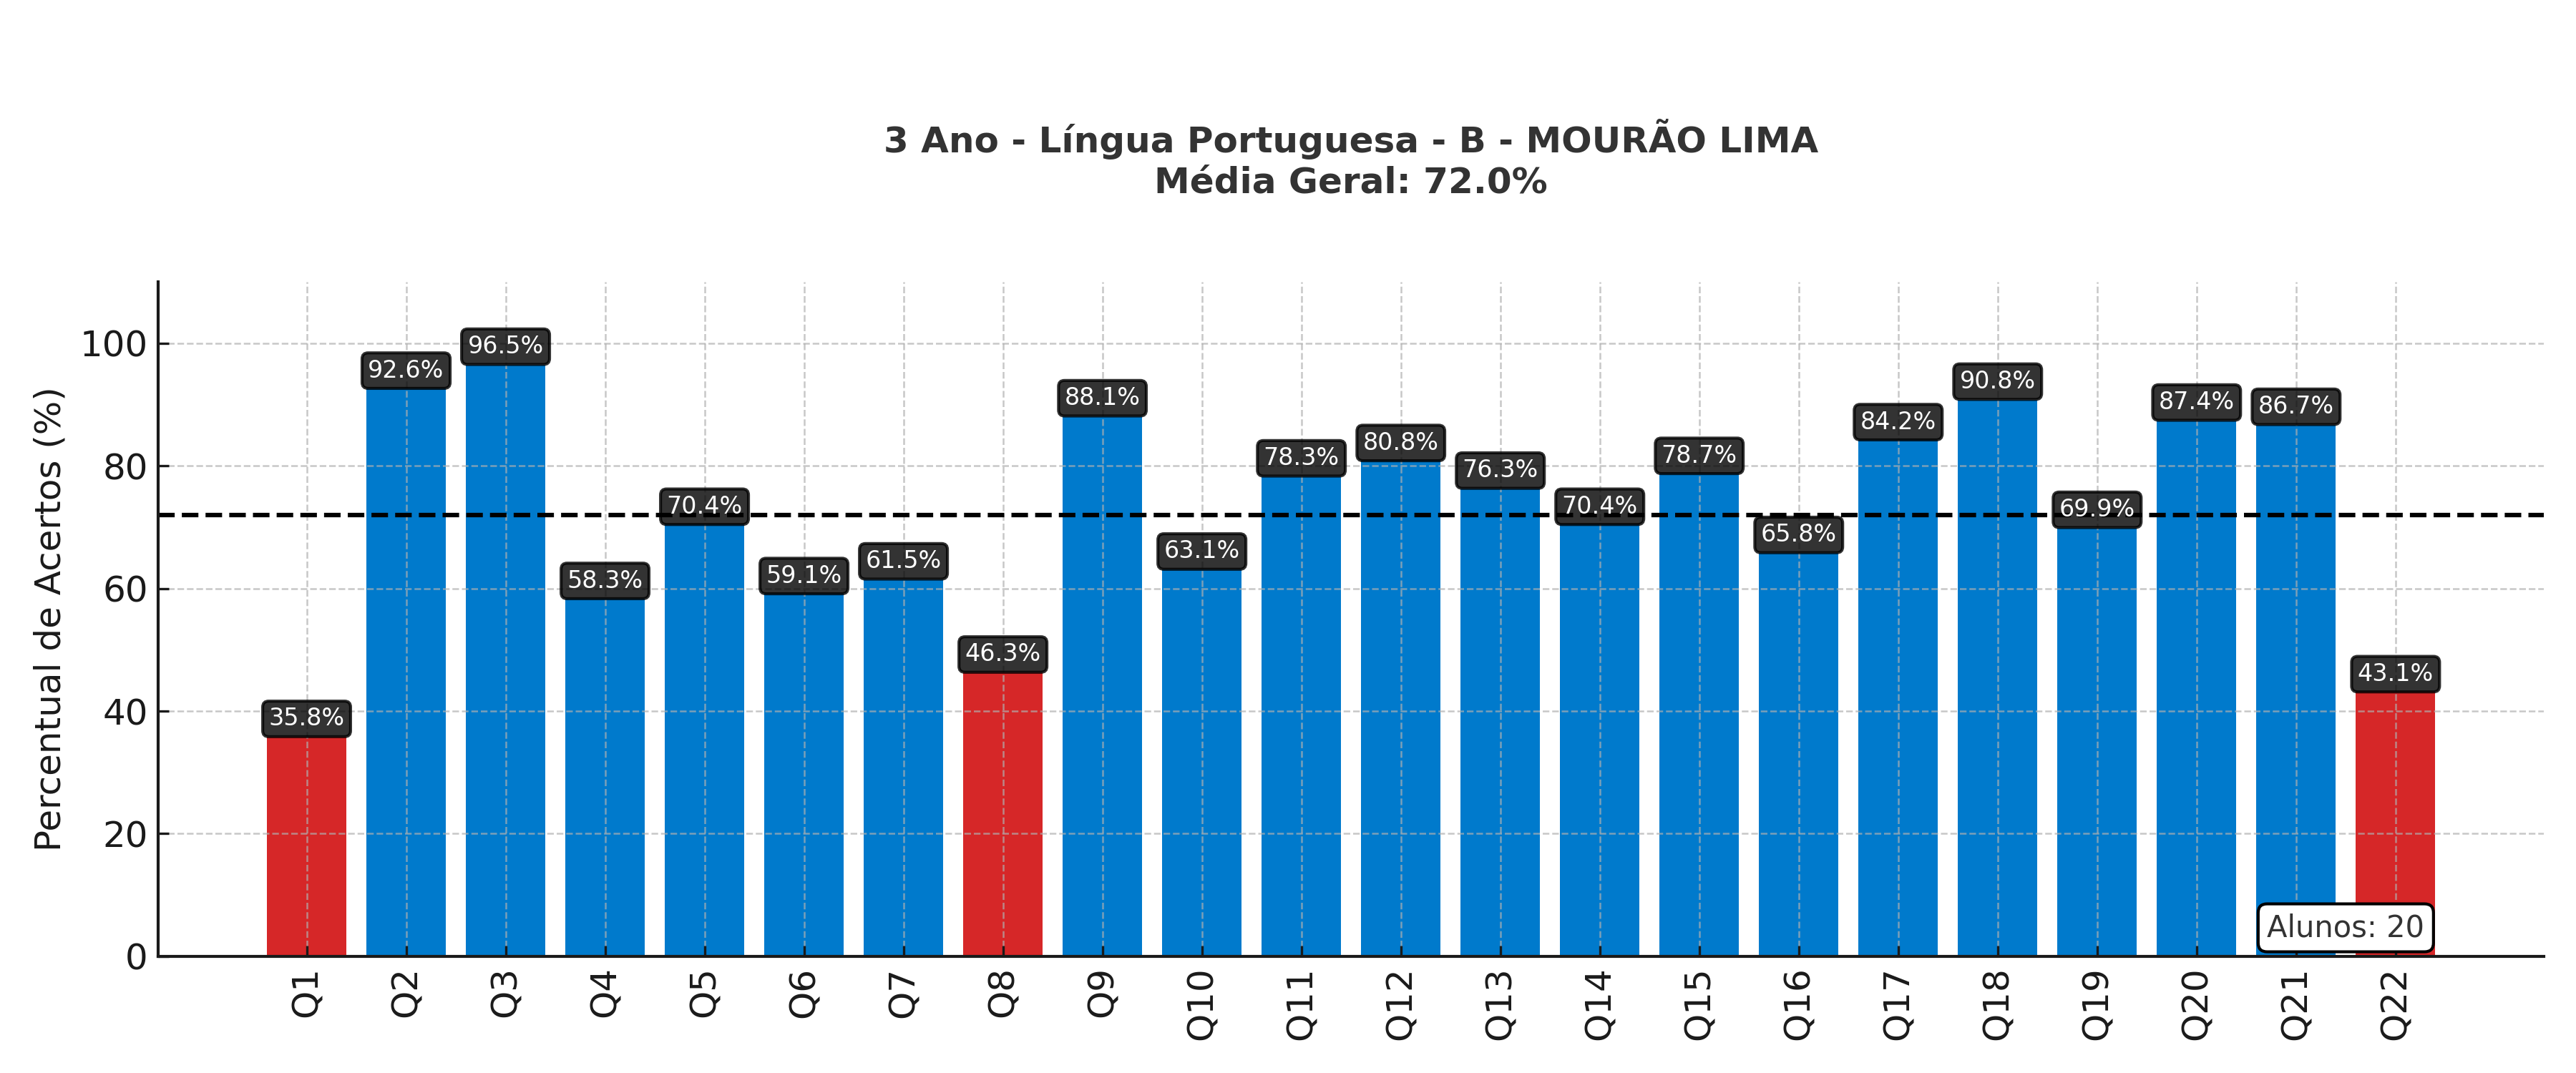 3 Ano - Língua Portuguesa - B - MOURÃO LIMA
Média Geral: 72.0%
Percentual de Acertos (%)
100
80
60
40
20
0
35.8%
92.6%
96.5%
58.3%
70.4%
59.1%
61.5%
46.3%
88.1%
63.1%
78.3%
80.8%
76.3%
70.4%
78.7%
65.8%
84.2%
90.8%
69.9%
87.4%
86.7%
43.1%
Alunos: 20
Q1
Q2
Q3
Q4
Q5
Q6
Q7
Q8
Q9
Q10
Q11
Q12
Q13
Q14
Q15
Q16
Q17
Q18
Q19
Q20
Q21
Q22